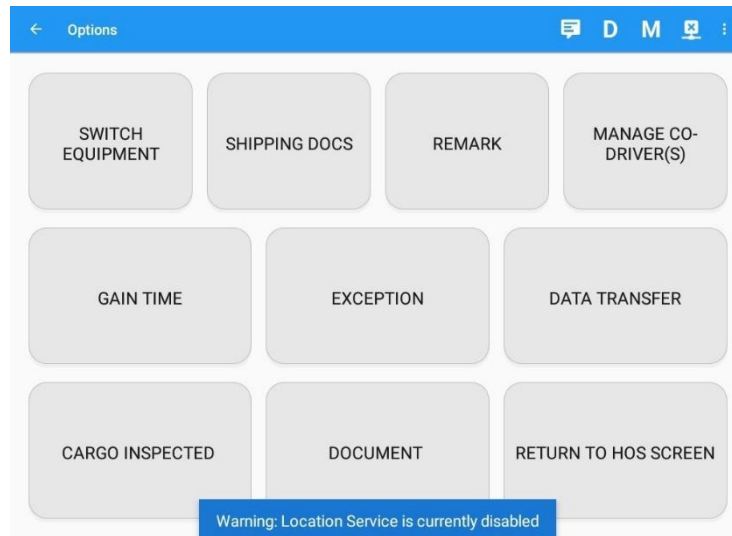 Options D M
SWITCH
EQUIPMENT
SHIPPING DOCS
REMARK
MANAGE CO-
DRIVER(S)
GAIN TIME
EXCEPTION
DATA TRANSFER
CARGO INSPECTED
DOCUMENT
RETURN TO HOS SCREEN
Warning: Location Service is currently disabled